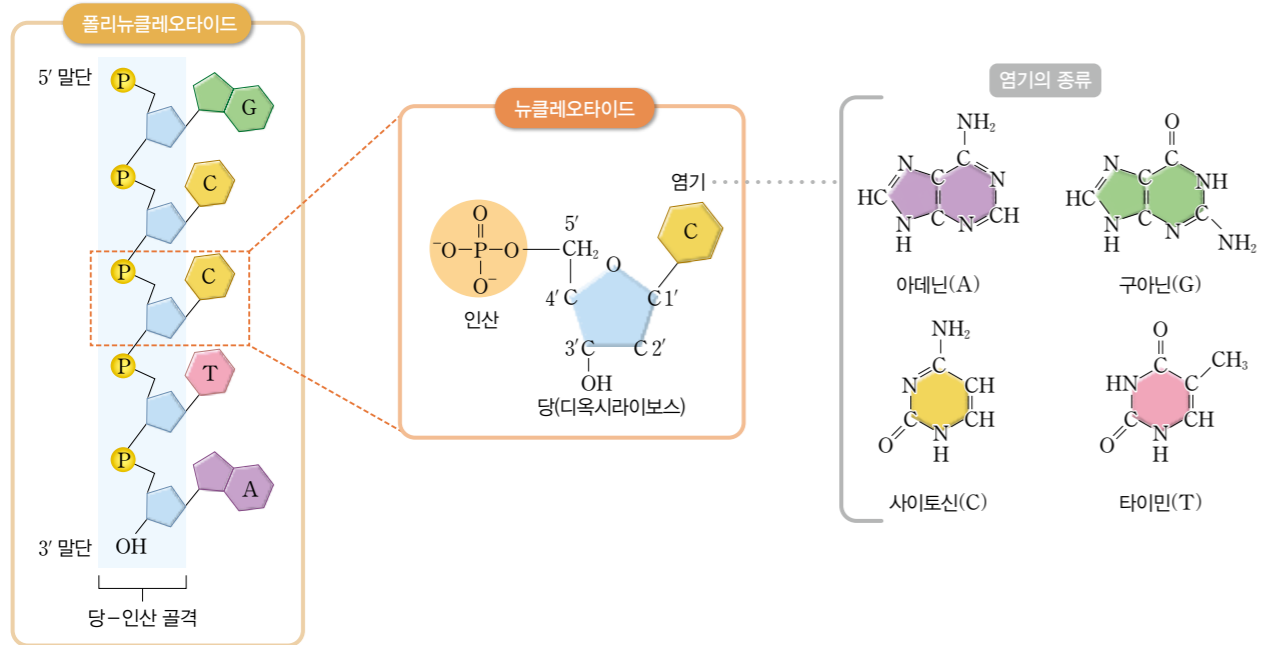 폴리뉴클레오타이드
5′ 말단
P
G
P
C
P
C
P
T
P
A
3′ 말단
OH
당–인산 골격
뉴클레오타이드
염기
O
⁻O–P–O
O⁻
인산
5′
CH₂
C
O
4′ C
C 1′
3′ C
C 2′
OH
당(디옥시라이보스)
염기의 종류
NH₂
N
C
C
N
HC
N
H
C
N
CH
아데닌(A)
O
C
N
C
NH
HC
N
H
C
N
C
NH₂
구아닌(G)
NH₂
C
N
CH
C
CH
O
N
H
사이토신(C)
O
C
CH₃
HN
C
C
CH
O
N
H
타이민(T)